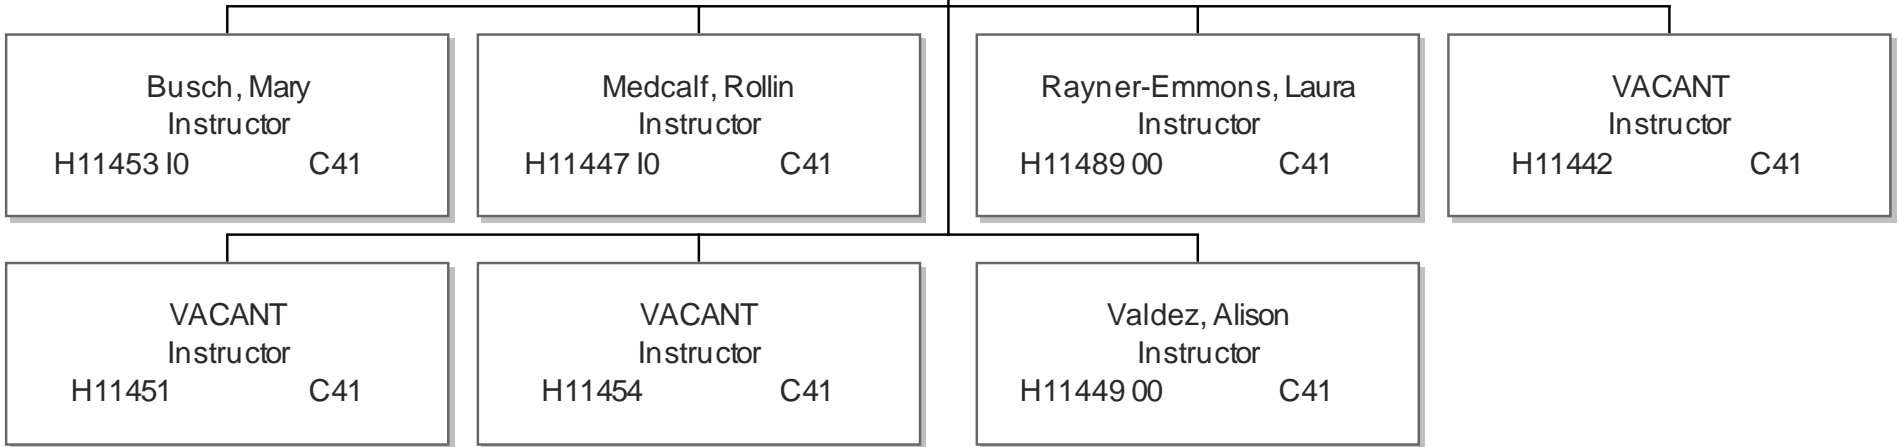 Busch, Mary
Instructor
H11453 I0 C41
Medcalf, Rollin
Instructor
H11447 I0 C41
Rayner-Emmons, Laura
Instructor
H11489 00 C41
VACANT
Instructor
H11442 C41
VACANT
Instructor
H11451 C41
VACANT
Instructor
H11454 C41
Valdez, Alison
Instructor
H11449 00 C41